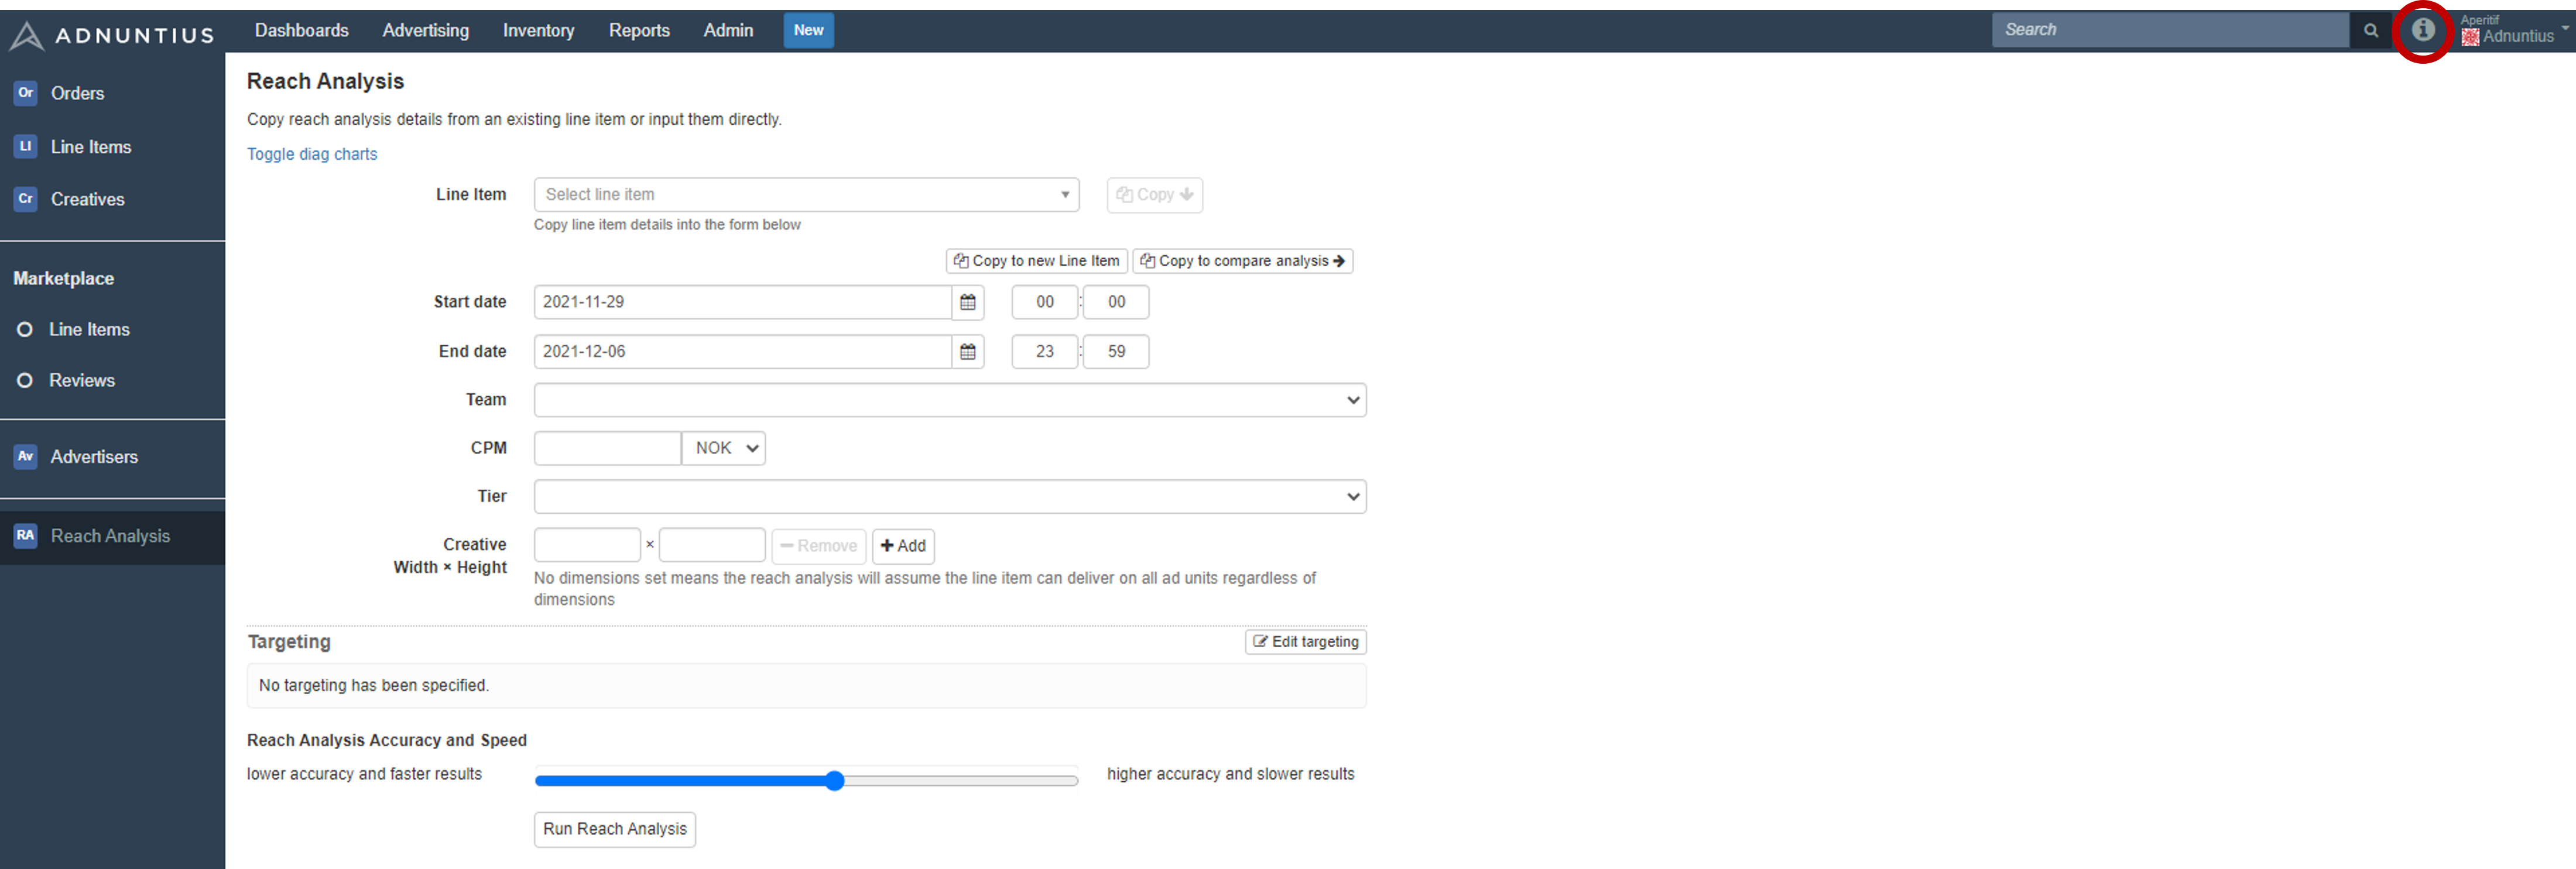 ADNUNTIUS Dashboards Advertising Inventory Reports Admin New Search Aperitif
Adnuntius
Or Orders
LI Line Items
Cr Creatives
Marketplace
Line Items
Reviews
Av Advertisers
RA Reach Analysis
Reach Analysis
Copy reach analysis details from an existing line item or input them directly.
Toggle diag charts
Line Item Select line item Copy
Copy line item details into the form below
Copy to new Line Item Copy to compare analysis
Start date 2021-11-29 00 : 00
End date 2021-12-06 23 : 59
Team
CPM NOK
Tier
Creative × Remove Add
Width × Height
No dimensions set means the reach analysis will assume the line item can deliver on all ad units regardless of
dimensions
Targeting Edit targeting
No targeting has been specified.
Reach Analysis Accuracy and Speed
lower accuracy and faster results higher accuracy and slower results
Run Reach Analysis